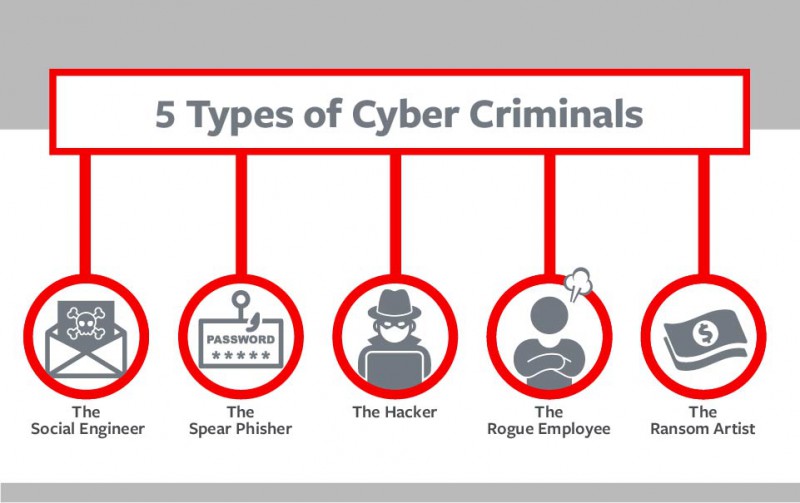 5 Types of Cyber Criminals
PASSWORD
*****
$
The
Social Engineer
The
Spear Phisher
The Hacker
The
Rogue Employee
The
Ransom Artist